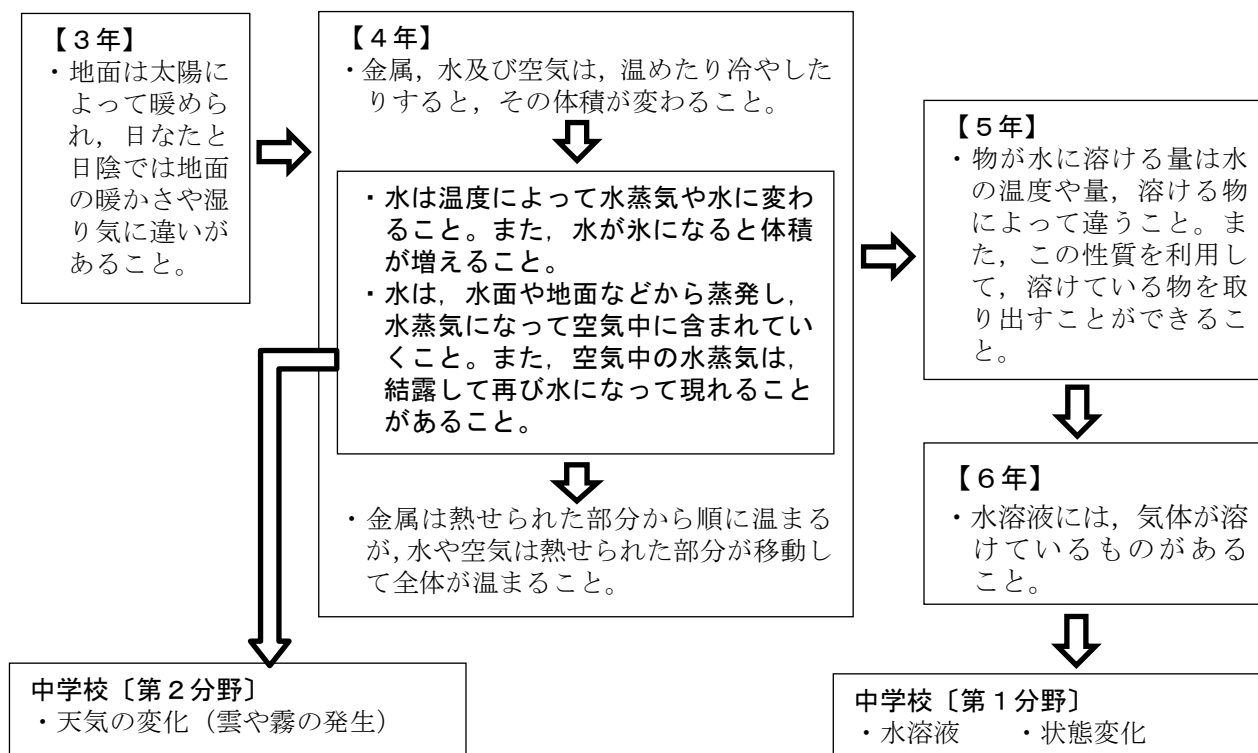 【３年】
・地面は太陽に
よって暖めら
れ，日なたと
日陰では地面
の暖かさや湿
り気に違いが
あること。
【４年】
・金属，水及び空気は，温めたり冷やした
りすると，その体積が変わること。
・水は温度によって水蒸気や水に変わ
ること。また，水が氷になると体積
が増えること。
・水は，水面や地面などから蒸発し，
水蒸気になって空気中に含まれてい
くこと。また，空気中の水蒸気は，
結露して再び水になって現れること
があること。
・金属は熱せられた部分から順に温まる
が，水や空気は熱せられた部分が移動し
て全体が温まること。
【５年】
・物が水に溶ける量は水
の温度や量，溶ける物
によって違うこと。ま
た，この性質を利用し
て，溶けている物を取
り出すことができるこ
と。
【６年】
・水溶液には，気体が溶
けているものがある
こと。
中学校〔第２分野〕
・天気の変化（雲や霧の発生）
中学校〔第１分野〕
・水溶液　・状態変化